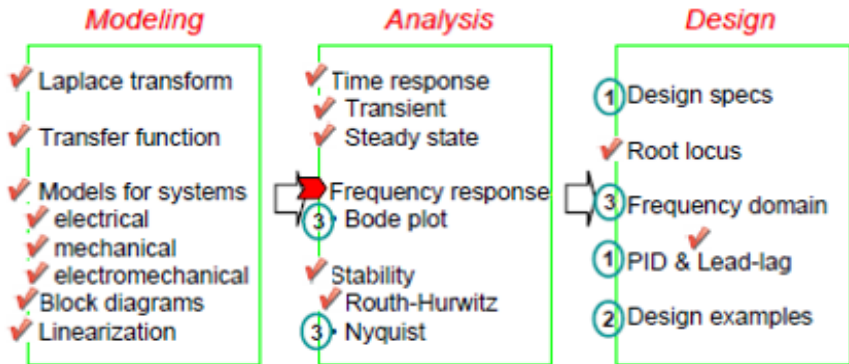 Modeling
Laplace transform
Transfer function
Models for systems
electrical
mechanical
electromechanical
Block diagrams
Linearization
Analysis
Time response
Transient
Steady state
Frequency response
3 • Bode plot
Stability
Routh-Hurwitz
3 • Nyquist
Design
1 Design specs
Root locus
3 Frequency domain
1 PID & Lead-lag
2 Design examples